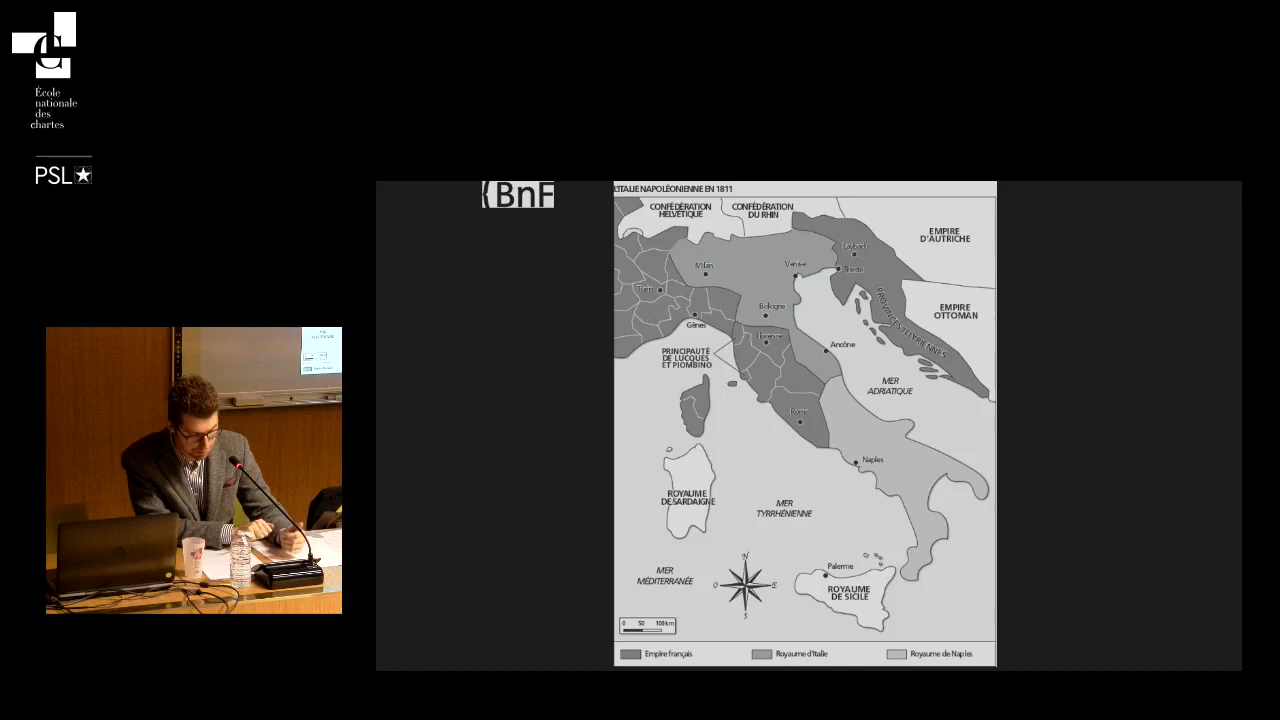 École
nationale
des
chartes
PSL
BnF
L'ITALIE NAPOLÉONIENNE EN 1811
CONFÉDÉRATION
HELVÉTIQUE
CONFÉDÉRATION
DU RHIN
EMPIRE
D'AUTRICHE
Laybach
Milan
Venise
Trieste
Turin
EMPIRE
OTTOMAN
Bologne
PROVINCES ILLYRIENNES
Gênes
Florence
Ancône
PRINCIPAUTÉ
DE LUCQUES
ET PIOMBINO
MER
ADRIATIQUE
Rome
Naples
ROYAUME
DE SARDAIGNE
MER
TYRRHÉNIENNE
N
O
E
S
MER
MÉDITERRANÉE
Palerme
ROYAUME
DE SICILE
0 50 100 km
Empire français
Royaume d'Italie
Royaume de Naples